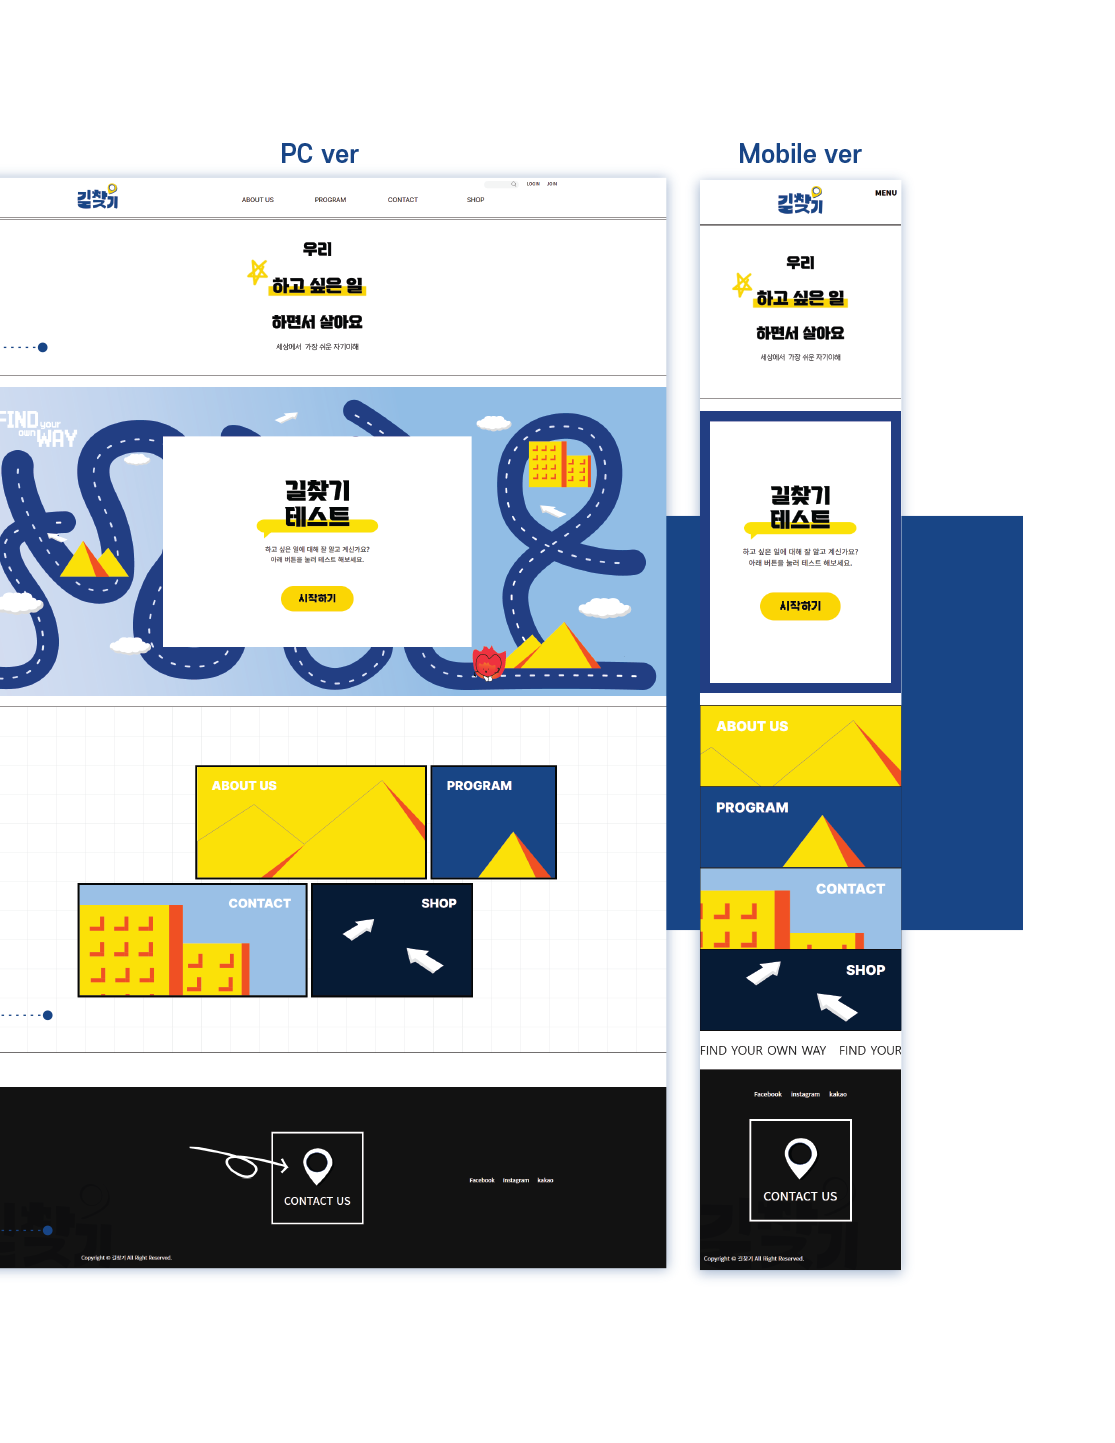 PC ver
길찾기
LOGIN JOIN
ABOUT US PROGRAM CONTACT SHOP
우리
하고 싶은 일
하면서 살아요
세상에서 가장 쉬운 자기이해
FIND your
own WAY
길찾기
테스트
하고 싶은 일에 대해 잘 알고 계신가요?
아래 버튼을 눌러 테스트 해보세요.
시작하기
ABOUT US
PROGRAM
CONTACT
SHOP
CONTACT US
Facebook Instagram kakao
길찾기
Copyright © 길찾기 All Right Reserved.
Mobile ver
길찾기
MENU
우리
하고 싶은 일
하면서 살아요
세상에서 가장 쉬운 자기이해
길찾기
테스트
하고 싶은 일에 대해 잘 알고 계신가요?
아래 버튼을 눌러 테스트 해보세요.
시작하기
ABOUT US
PROGRAM
CONTACT
SHOP
FIND YOUR OWN WAY FIND YOUR
Facebook Instagram kakao
CONTACT US
길찾기
Copyright © 길찾기 All Right Reserved.